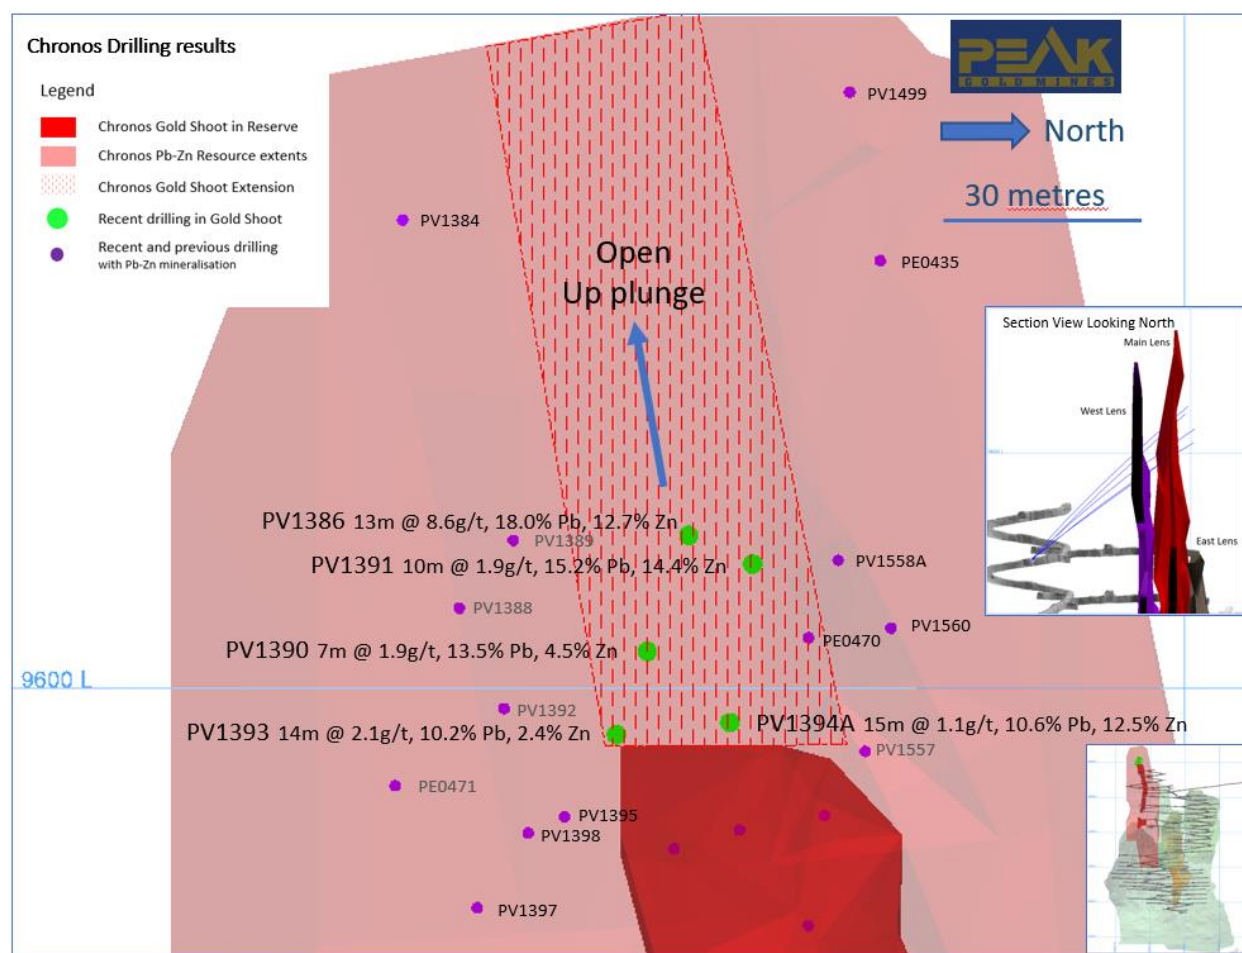 Chronos Drilling results
Legend
Chronos Gold Shoot in Reserve
Chronos Pb-Zn Resource extents
Chronos Gold Shoot Extension
Recent drilling in Gold Shoot
Recent and previous drilling
with Pb-Zn mineralisation
PEAK
GOLD MINES
North
30 metres
PV1499
PV1384
PE0435
Open
Up plunge
Section View Looking North
Main Lens
West Lens
East Lens
PV1386 13m @ 8.6g/t, 18.0% Pb, 12.7% Zn
PV1389
PV1391 10m @ 1.9g/t, 15.2% Pb, 14.4% Zn
PV1558A
PV1388
PV1560
PE0470
PV1390 7m @ 1.9g/t, 13.5% Pb, 4.5% Zn
9600 L
PV1392
PV1393 14m @ 2.1g/t, 10.2% Pb, 2.4% Zn
PV1394A 15m @ 1.1g/t, 10.6% Pb, 12.5% Zn
PV1557
PE0471
PV1395
PV1398
PV1397